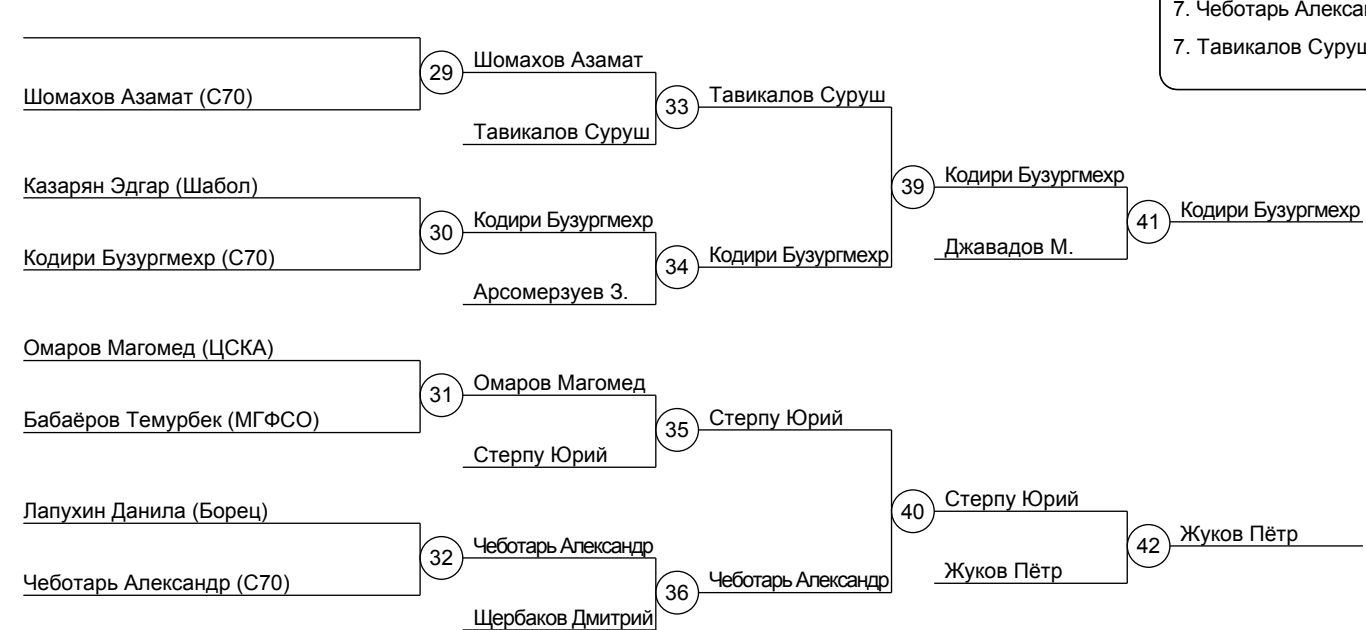 7. Чеботарь
7. Тавикалов Суруш
29
Шомахов Азамат
Шомахов Азамат (С70)
33
Тавикалов Суруш
Тавикалов Суруш
Казарян Эдгар (Шабол)
39
Кодири Бузургмехр
30
Кодири Бузургмехр
41
Кодири Бузургмехр
Кодири Бузургмехр (С70)
34
Кодири Бузургмехр
Джавадов М.
Арсомерзуев З.
Омаров Магомед (ЦСКА)
31
Омаров Магомед
Бабаёров Темурбек (МГФСО)
35
Стерпу Юрий
Стерпу Юрий
Лапухин Данила (Борец)
40
Стерпу Юрий
32
Чеботарь Александр
42
Жуков Пётр
Чеботарь Александр (С70)
36
Чеботарь Александр
Жуков Пётр
Щербаков Дмитрий